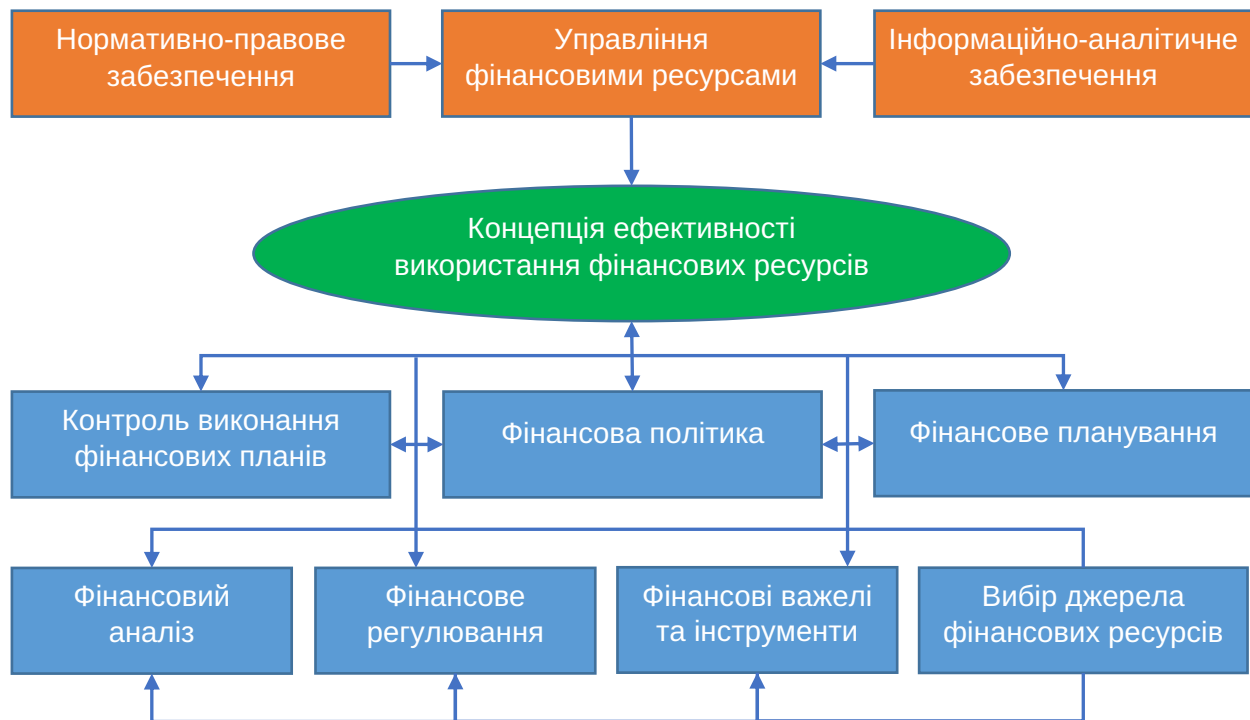 Нормативно-правове
забезпечення
Управління
фінансовими ресурсами
Інформаційно-аналітичне
забезпечення
Концепція ефективності
використання фінансових ресурсів
Контроль виконання
фінансових планів
Фінансова політика
Фінансове планування
Фінансовий
аналіз
Фінансове
регулювання
Фінансові важелі
та інструменти
Вибір джерела
фінансових ресурсів